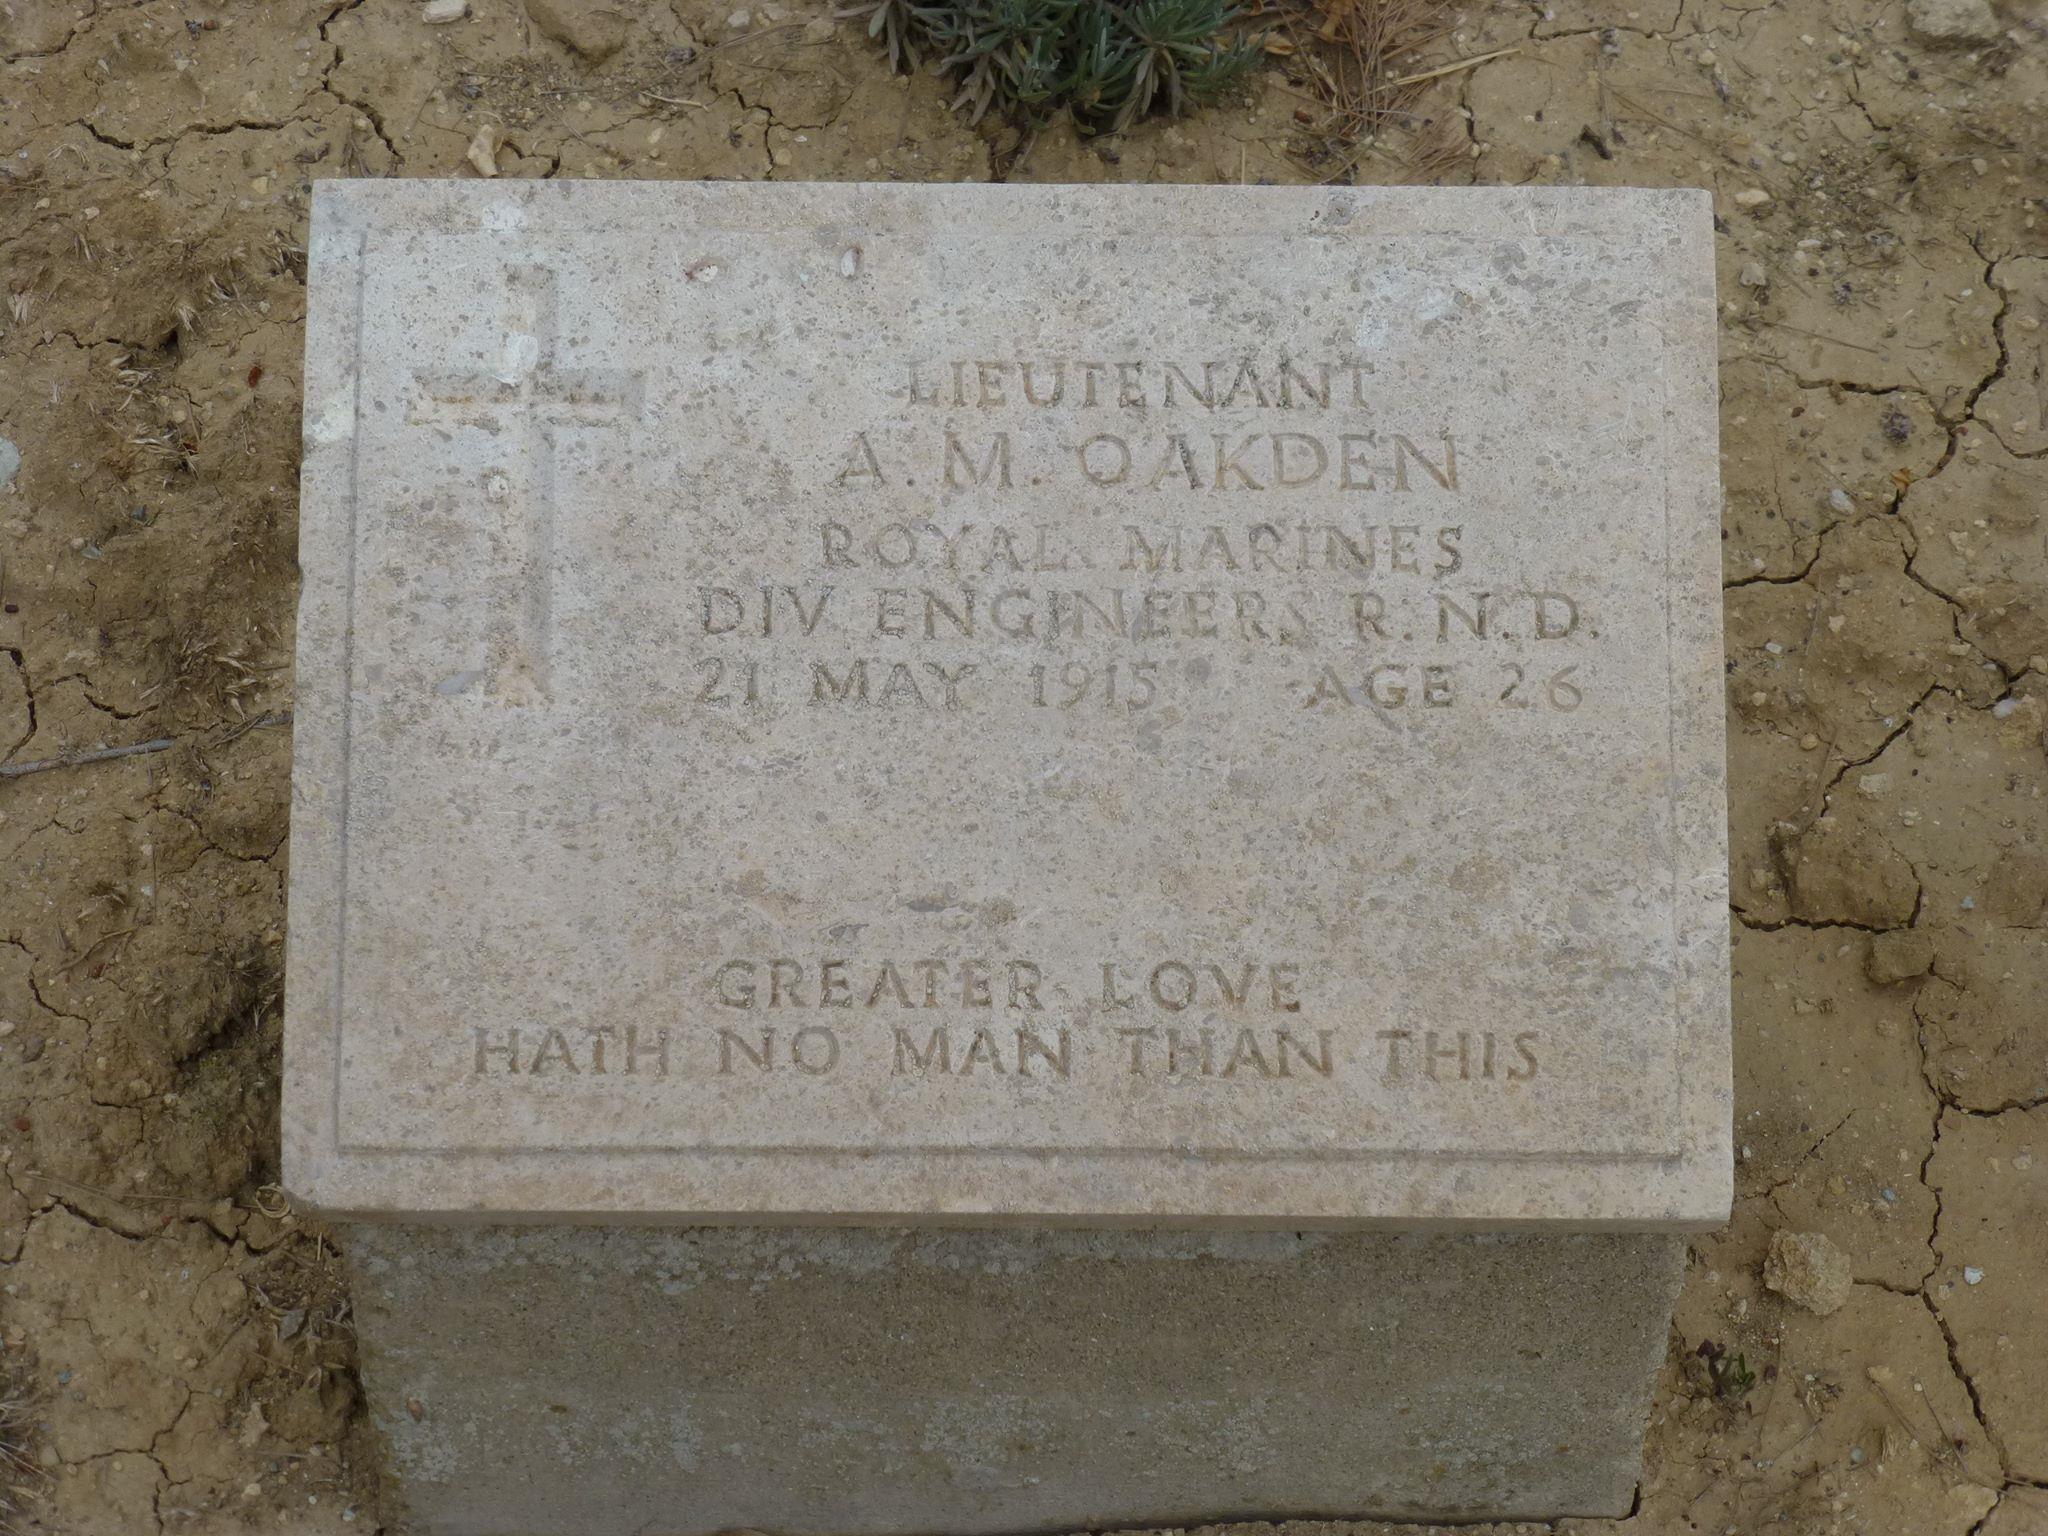 LIEUTENANT
A. M. OAKDEN
ROYAL MARINES
DIV. ENGINEERS R.N.D.
21 MAY 1915 AGE 26
GREATER LOVE
HATH NO MAN THAN THIS